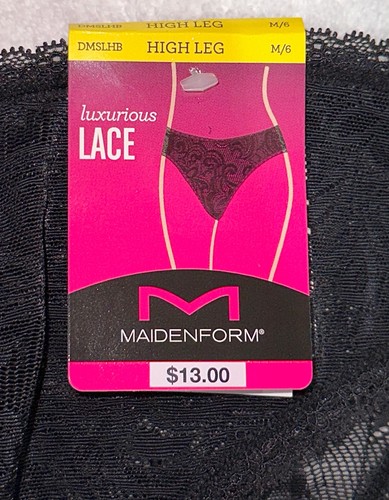 DMSLHB HIGH LEG M/6
DMSLHB HIGH LEG M/6
luxurious
LACE
MAIDENFORM®
$13.00